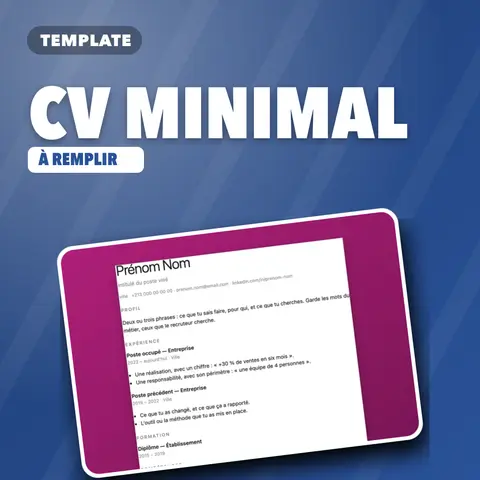 TEMPLATE
CV MINIMAL
À REMPLIR
Prénom Nom
Intitulé du poste visé
Ville · +212 000 00 00 00 · prenom.nom@email.com · linkedin.com/in/prenom-nom
PROFIL
Deux ou trois phrases : ce que tu sais faire, pour qui, et ce que tu cherches. Garde les mots du
métier, ceux que le recruteur cherche.
EXPÉRIENCE
Poste occupé — Entreprise
2022 – Aujourd'hui · Ville
Une réalisation, avec un chiffre : « +30 % de ventes en six mois ».
Une responsabilité, avec son périmètre : « une équipe de 4 personnes ».
Poste précédent — Entreprise
2019 – 2022 · Ville
Ce que tu as changé, et ce que ça a rapporté.
L'outil ou la méthode que tu as mis en place.
FORMATION
Diplôme — Établissement
2015 – 2018